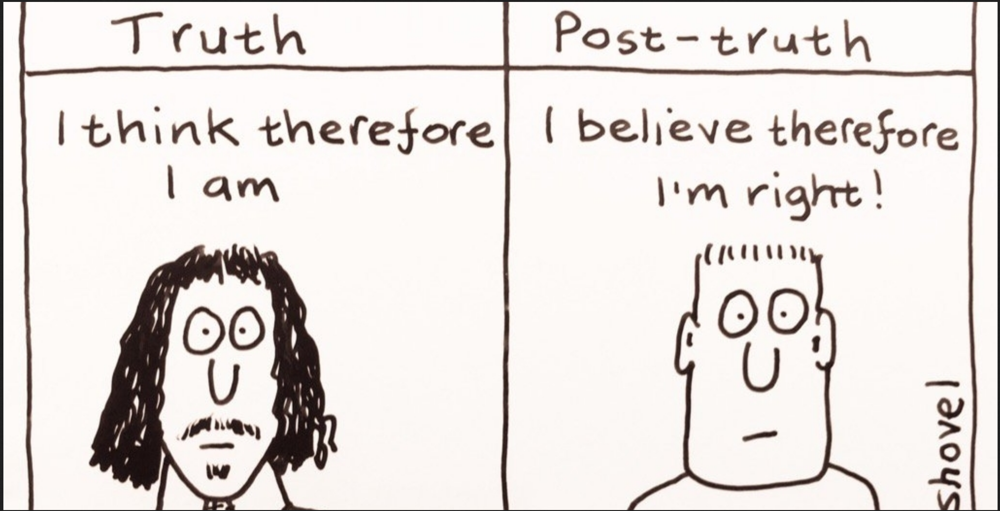 Truth
Post-truth
I think therefore
I am
I believe therefore
I'm right!
shovel